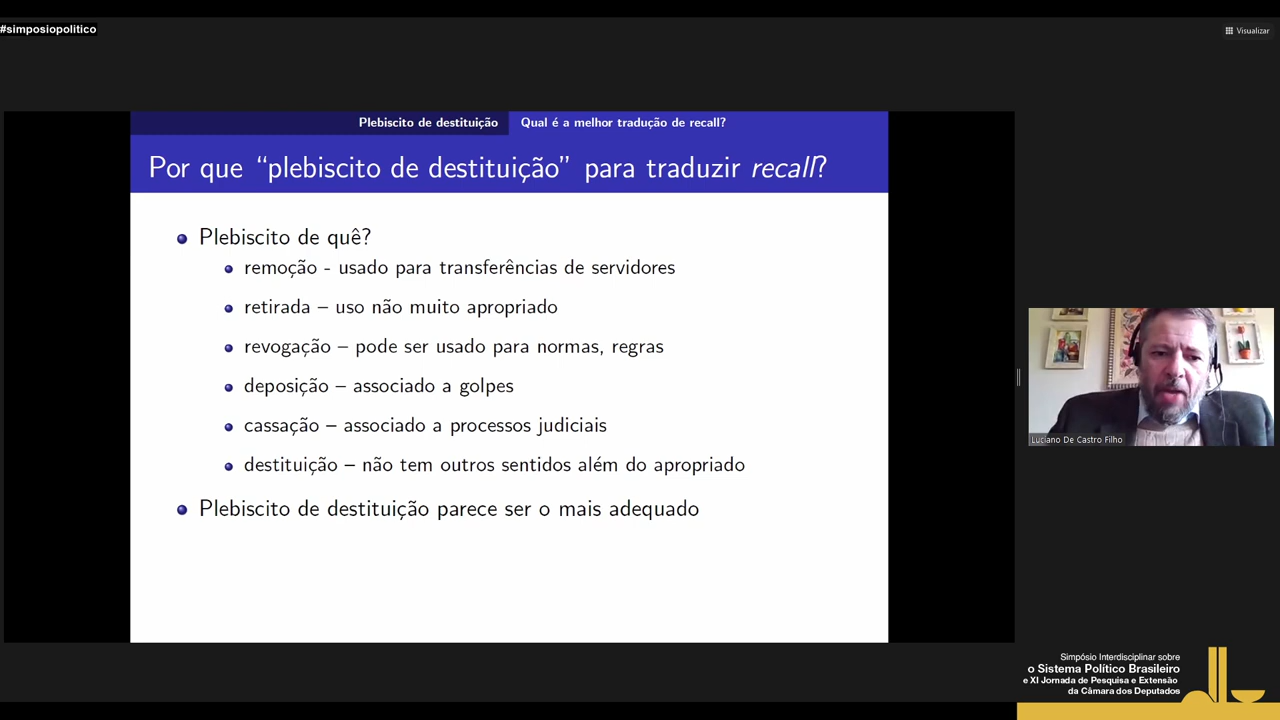 #simposiopolitico
Visualizar
Plebiscito de destituição
Qual é a melhor tradução de recall?
Por que “plebiscito de destituição” para traduzir recall?
Plebiscito de quê?
remoção - usado para transferências de servidores
retirada – uso não muito apropriado
revogação – pode ser usado para normas, regras
deposição – associado a golpes
cassação – associado a processos judiciais
destituição – não tem outros sentidos além do apropriado
Plebiscito de destituição parece ser o mais adequado
Luciano De Castro Filho
Simpósio Interdisciplinar sobre
o Sistema Político Brasileiro
e XI Jornada de Pesquisa e Extensão
da Câmara dos Deputados